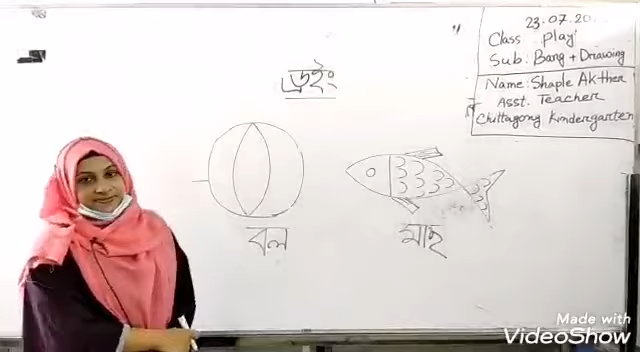 23.07.20
Class play
Sub: Bang + Drawing
Name: Shaple Akther
Asst. Teacher
Chittagong Kindergarten
ড্রইং
বল
মাছ
Made with
VideoShow